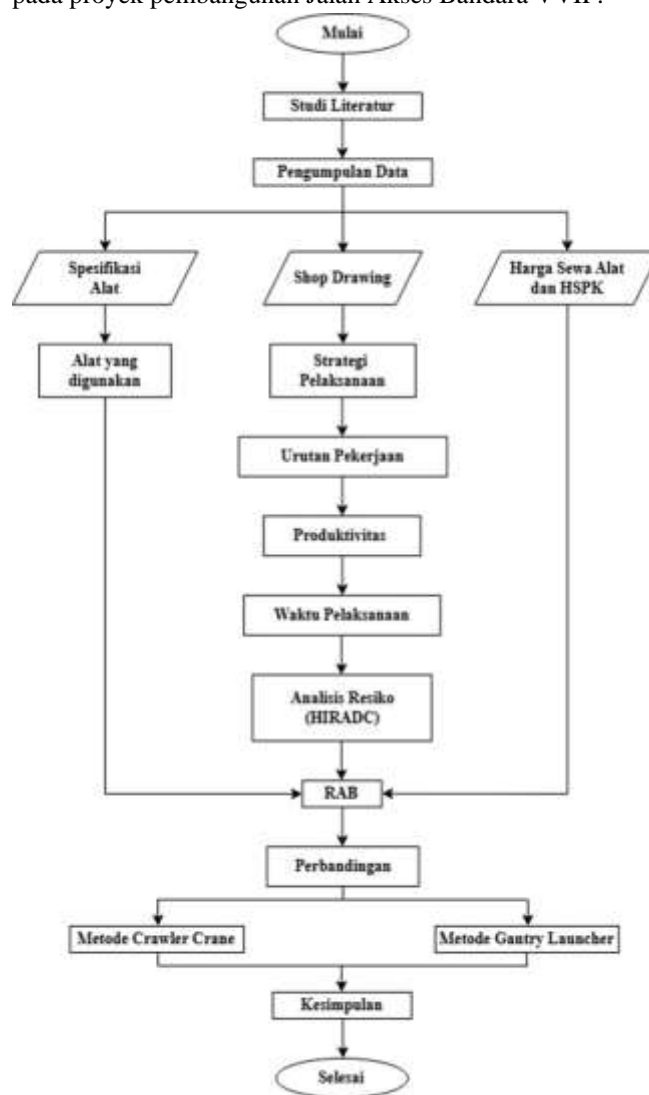 pada proyek pembangunan Jalan Akses Bandara VVIP.
Mulai
Studi Literatur
Pengumpulan Data
Spesifikasi
Alat
Shop Drawing
Harga Sewa Alat
dan HSPK
Alat yang
digunakan
Strategi
Pelaksanaan
Urutan Pekerjaan
Produktivitas
Waktu Pelaksanaan
Analisis Resiko
(HIRADC)
RAB
Perbandingan
Metode Crawler Crane
Metode Gantry Launcher
Kesimpulan
Selesai